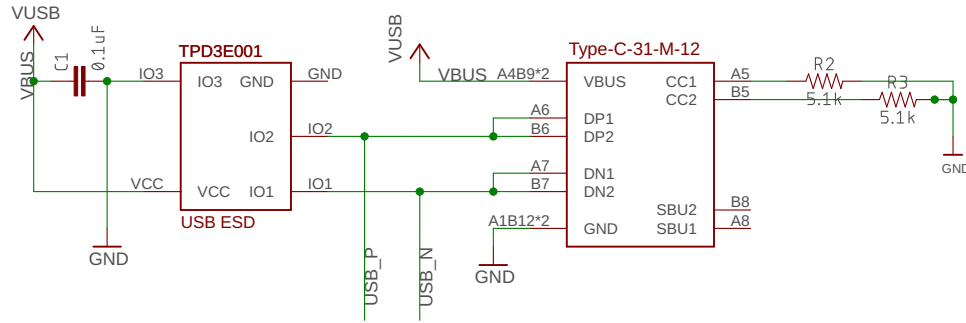 VUSB
VBUS
C1
0.1uF
GND
TPD3E001
IO3
IO3
GND
GND
IO2
IO2
VCC
VCC
IO1
IO1
USB ESD
USB_P
USB_N
VUSB
VBUS
A4B9*2
Type-C-31-M-12
VBUS
CC1
A5
CC2
B5
A6
DP1
B6
DP2
A7
DN1
B7
DN2
SBU2
B8
A1B12*2
GND
SBU1
A8
GND
R2
5.1k
R3
5.1k
GND